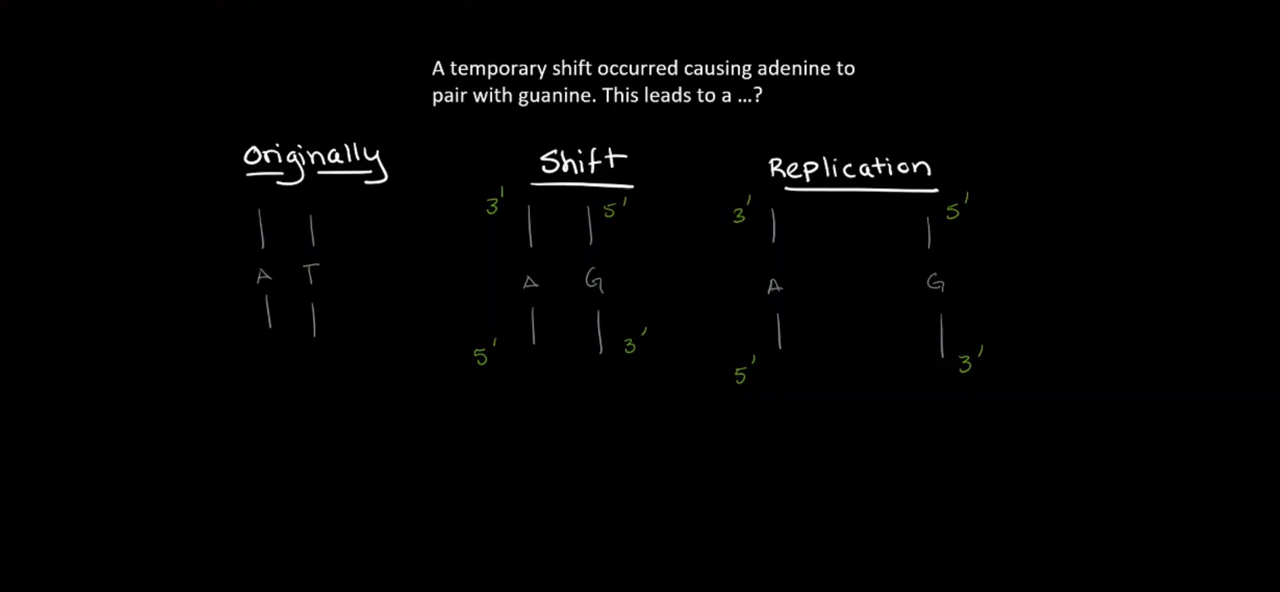 A temporary shift occurred causing adenine to
pair with guanine. This leads to a ...?
Originally
Shift
Replication
3' 5'
3' 5'
A T
A G
A G
5' 3'
5' 3'